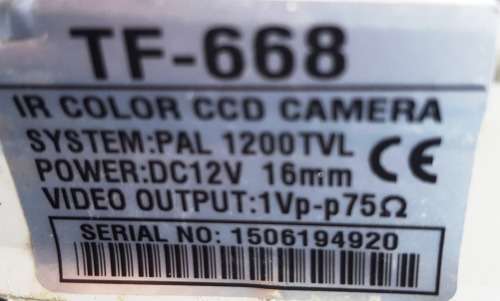 TF-668
IR COLOR CCD CAMERA
SYSTEM:PAL 1200TVL
POWER:DC12V 16mm CE
VIDEO OUTPUT:1Vp-p75Ω
SERIAL NO: 1506194920